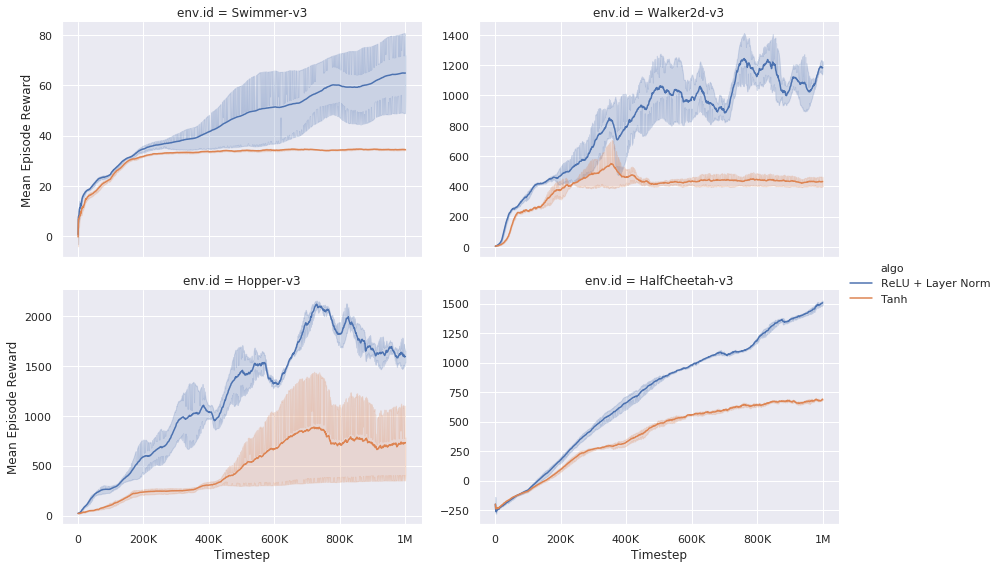 env.id = Swimmer-v3
80
60
40
20
0
Mean Episode Reward
env.id = Walker2d-v3
1400
1200
1000
800
600
400
200
0
env.id = Hopper-v3
2000
1500
1000
500
0
Mean Episode Reward
0 200K 400K 600K 800K 1M
Timestep
env.id = HalfCheetah-v3
1500
1250
1000
750
500
250
0
−250
0 200K 400K 600K 800K 1M
Timestep
algo
ReLU + Layer Norm
Tanh